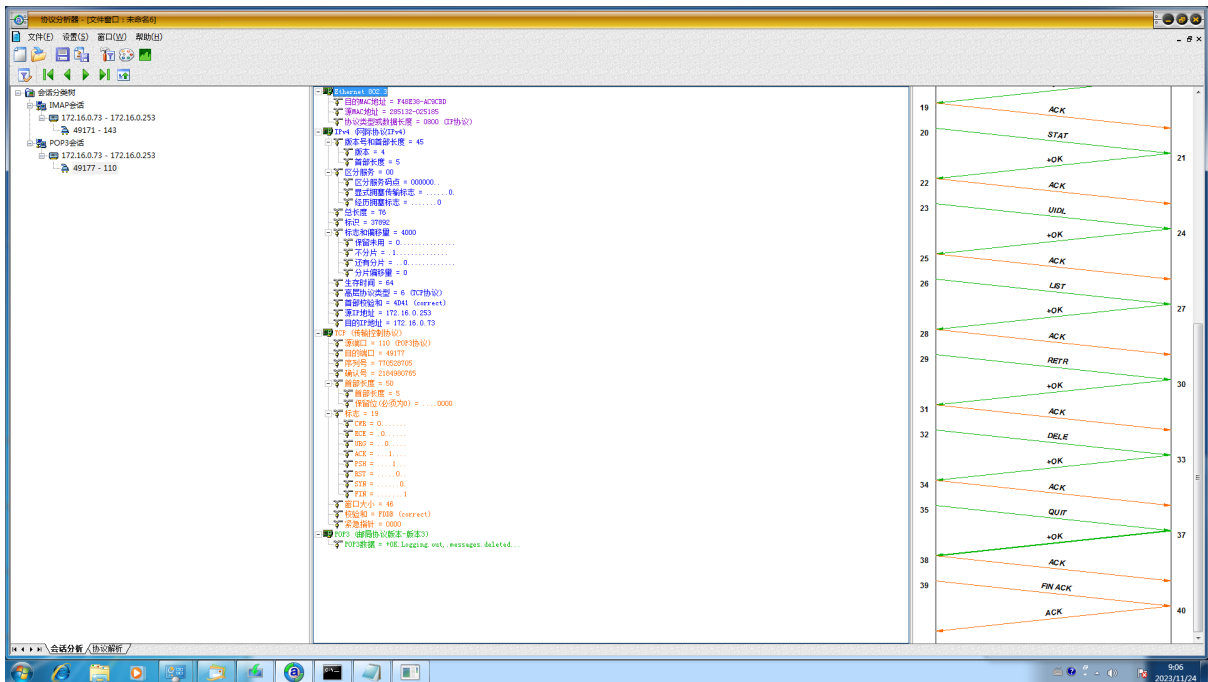 协议分析器 - [文件窗口:未命名6]
文件(F) 设置(S) 窗口(W) 帮助(H)
会话分类树
IMAP会话
172.16.0.73 - 172.16.0.253
49171 - 143
POP3会话
172.16.0.73 - 172.16.0.253
49177 - 110
Ethernet 802.3
目的MAC地址 = F48E38-AC9CBD
源MAC地址 = 285132-025185
协议类型或数据长度 = 0800 (IP协议)
IPv4 (网际协议IPv4)
版本号和首部长度 = 45
版本 = 4
首部长度 = 5
区分服务 = 00
区分服务码点 = 000000..
显式拥塞传输标志 = ......0.
经历拥塞标志 = .......0
总长度 = 76
标识 = 37892
标志和偏移量 = 4000
保留未用 = 0..............
不分片 = .1.............
还有分片 = ..0............
分片偏移量 = 0
生存时间 = 64
高层协议类型 = 6 (TCP协议)
首部校验和 = 4D41 (correct)
源IP地址 = 172.16.0.253
目的IP地址 = 172.16.0.73
TCP (传输控制协议)
源端口 = 110 (POP3协议)
目的端口 = 49177
序列号 = 770528705
确认号 = 2184980765
首部长度 = 50
首部长度 = 5
保留位(必须为0) = ....0000
标志 = 19
CWR = 0.......
ECE = .0......
URG = ..0.....
ACK = ...1....
PSH = ....1...
RST = .....0..
SYN = ......0.
FIN = .......1
窗口大小 = 46
校验和 = FDDB (correct)
紧急指针 = 0000
POP3 (邮局协议版本-版本3)
POP3数据 = +OK Logging out, messages deleted...
19 ACK
20 STAT
+OK 21
22 ACK
23 UIDL
+OK 24
25 ACK
26 LIST
+OK 27
28 ACK
29 RETR
+OK 30
31 ACK
32 DELE
+OK 33
34 ACK
35 QUIT
+OK 37
38 ACK
39 FIN ACK
ACK 40
会话分析 协议解析
9:06
2023/11/24